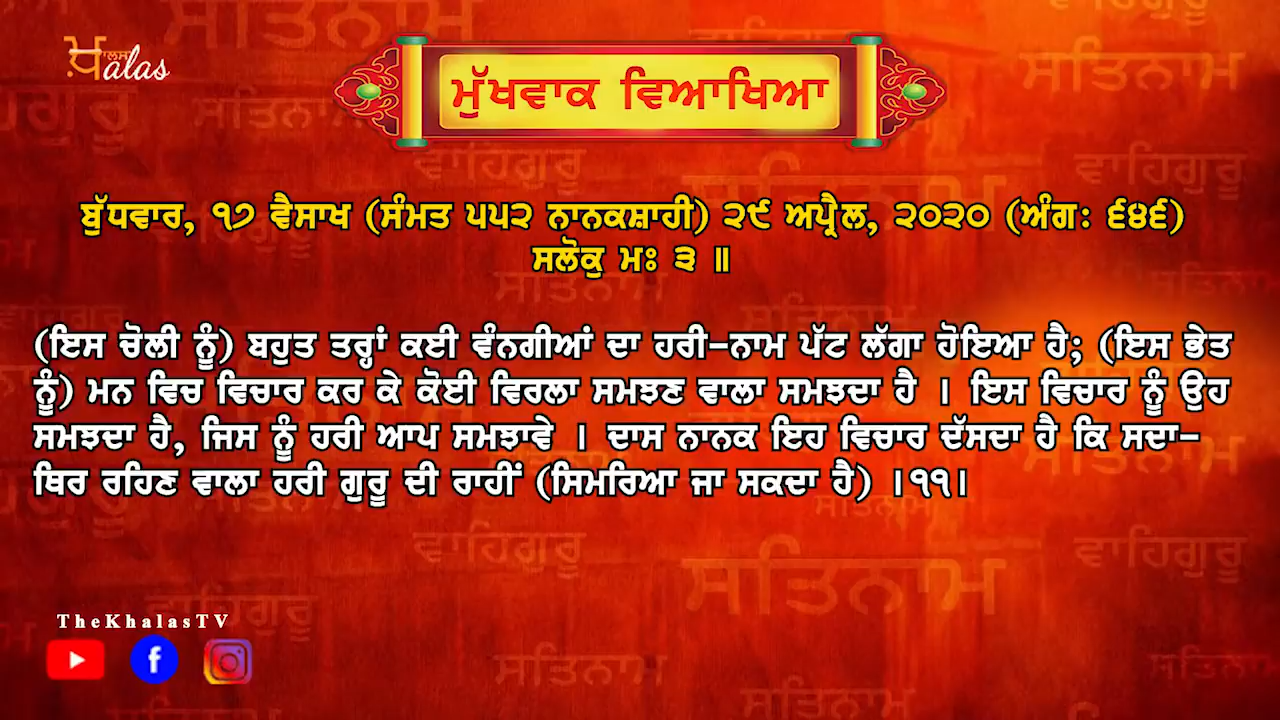 ਖ਼ਾਲਸalas
ਮੁੱਖਵਾਕ ਵਿਆਖਿਆ
ਬੁੱਧਵਾਰ, ੧੭ ਵੈਸਾਖ (ਸੰਮਤ ੫੫੨ ਨਾਨਕਸ਼ਾਹੀ) ੨੯ ਅਪ੍ਰੈਲ, ੨੦੨੦ (ਅੰਗ: ੬੪੬)
ਸਲੋਕੁ ਮਃ ੩ ॥
(ਇਸ ਚੋਲੀ ਨੂੰ) ਬਹੁਤ ਤਰ੍ਹਾਂ ਕਈ ਵੰਨਗੀਆਂ ਦਾ ਹਰੀ-ਨਾਮ ਪੱਟ ਲੱਗਾ ਹੋਇਆ ਹੈ; (ਇਸ ਭੇਤ
ਨੂੰ) ਮਨ ਵਿਚ ਵਿਚਾਰ ਕਰ ਕੇ ਕੋਈ ਵਿਰਲਾ ਸਮਝਣ ਵਾਲਾ ਸਮਝਦਾ ਹੈ । ਇਸ ਵਿਚਾਰ ਨੂੰ ਉਹ
ਸਮਝਦਾ ਹੈ, ਜਿਸ ਨੂੰ ਹਰੀ ਆਪ ਸਮਝਾਵੇ । ਦਾਸ ਨਾਨਕ ਇਹ ਵਿਚਾਰ ਦੱਸਦਾ ਹੈ ਕਿ ਸਦਾ-
ਥਿਰ ਰਹਿਣ ਵਾਲਾ ਹਰੀ ਗੁਰੂ ਦੀ ਰਾਹੀਂ (ਸਿਮਰਿਆ ਜਾ ਸਕਦਾ ਹੈ) ।੧੧।
TheKhalasTV